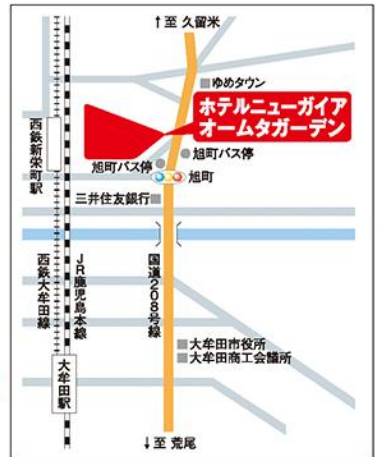 ↑至 久留米
ゆめタウン
ホテルニューガイア
オームタガーデン
旭町バス停
旭町バス停
旭町
三井住友銀行
西鉄新栄町駅
西鉄大牟田線
JR鹿児島本線
国道208号線
大牟田市役所
大牟田商工会議所
大牟田駅
↓至 荒尾